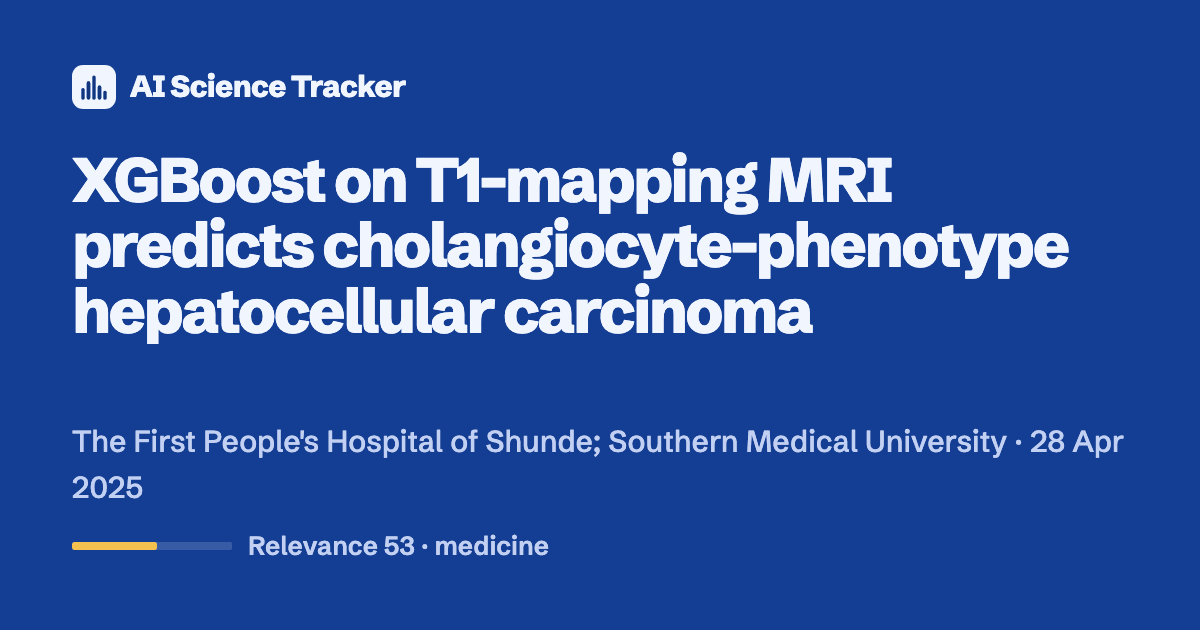 AI Science Tracker
XGBoost on T1-mapping MRI
predicts cholangiocyte-phenotype
hepatocellular carcinoma
The First People's Hospital of Shunde; Southern Medical University · 28 Apr
2025
Relevance 53 · medicine